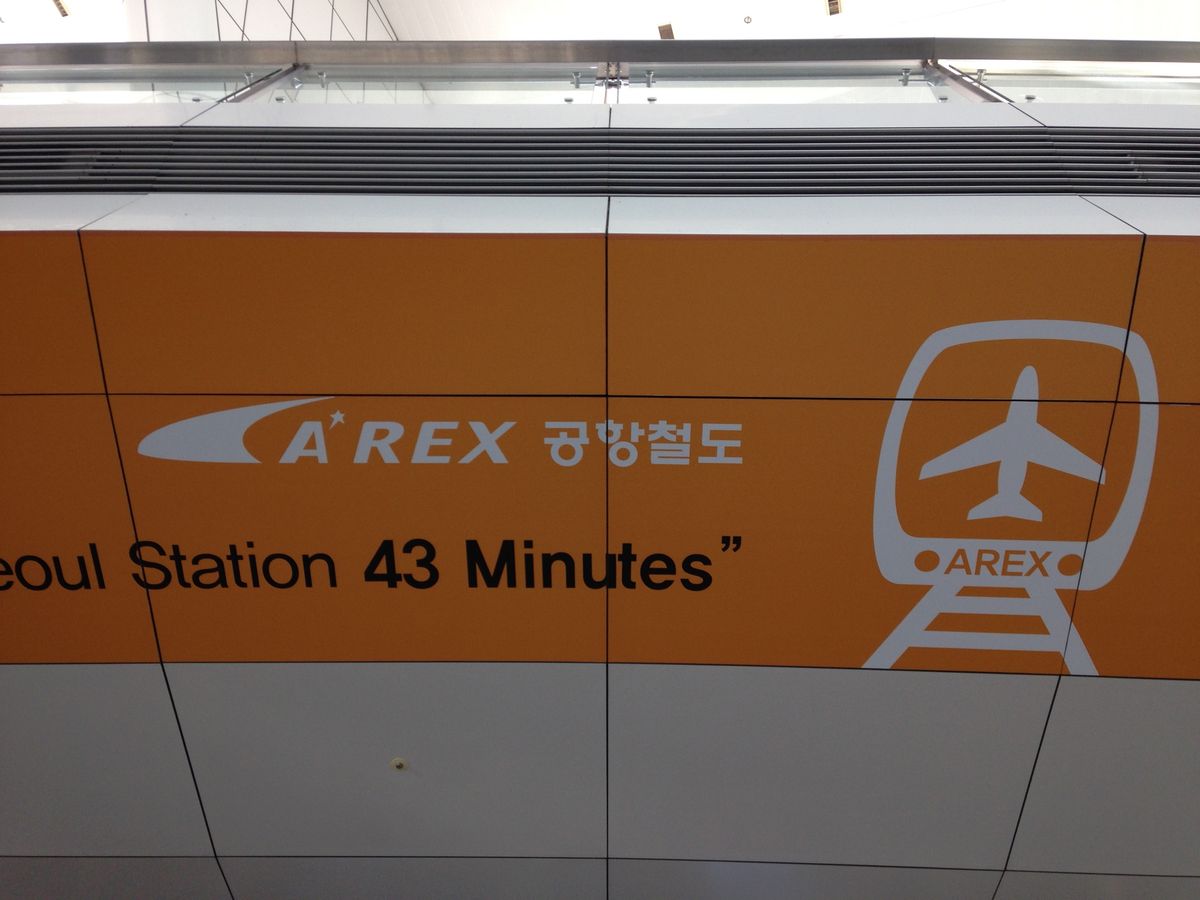 A*REX 공항철도
eoul Station 43 Minutes”
AREX